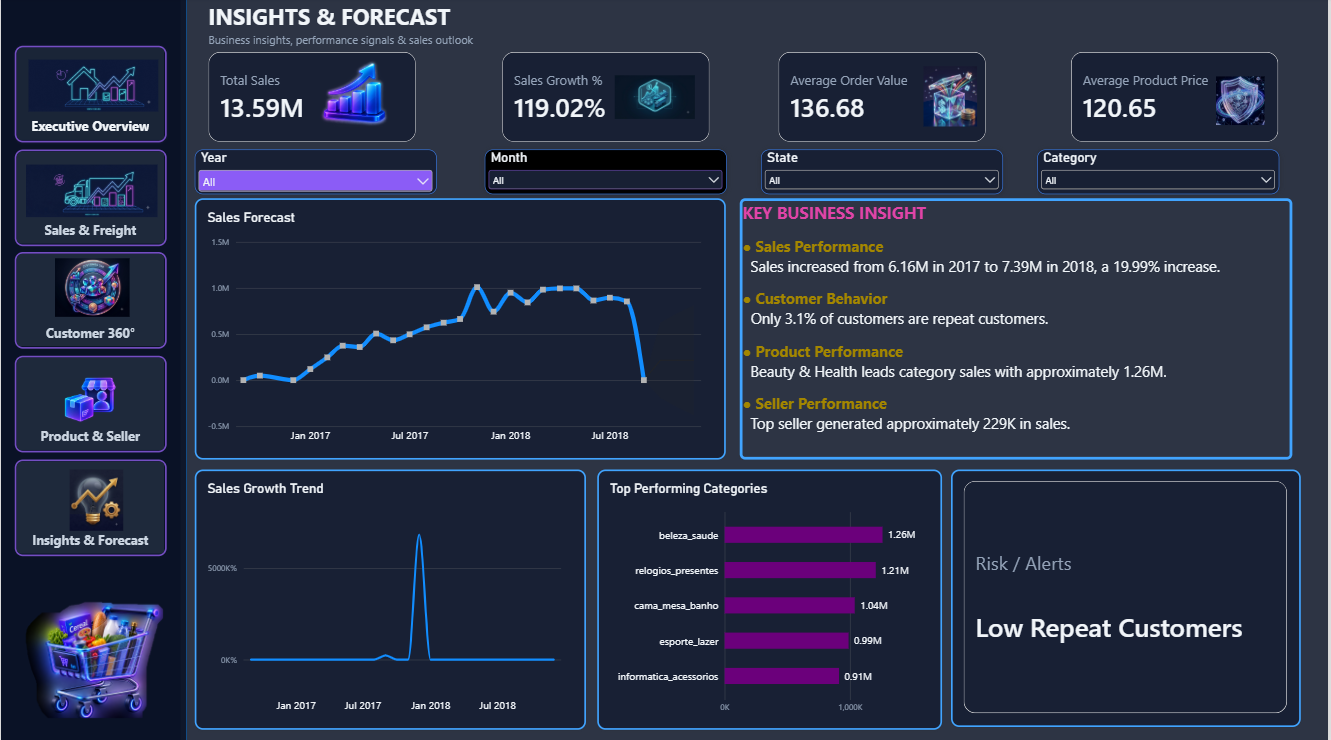 INSIGHTS & FORECAST
Business insights, performance signals & sales outlook
Executive Overview
Sales & Freight
Customer 360°
Product & Seller
Insights & Forecast
Cereal
Total Sales
13.59M
Sales Growth %
119.02%
Average Order Value
136.68
Average Product Price
120.65
Year
All
Month
All
State
All
Category
All
Sales Forecast
1.5M
1.0M
0.5M
0.0M
-0.5M
Jan 2017 Jul 2017 Jan 2018 Jul 2018
KEY BUSINESS INSIGHT
● Sales Performance
Sales increased from 6.16M in 2017 to 7.39M in 2018, a 19.99% increase.
● Customer Behavior
Only 3.1% of customers are repeat customers.
● Product Performance
Beauty & Health leads category sales with approximately 1.26M.
● Seller Performance
Top seller generated approximately 229K in sales.
Sales Growth Trend
5000K%
0K%
Jan 2017 Jul 2017 Jan 2018 Jul 2018
Top Performing Categories
beleza_saude 1.26M
relogios_presentes 1.21M
cama_mesa_banho 1.04M
esporte_lazer 0.99M
informatica_acessorios 0.91M
0K 1,000K
Risk / Alerts
Low Repeat Customers